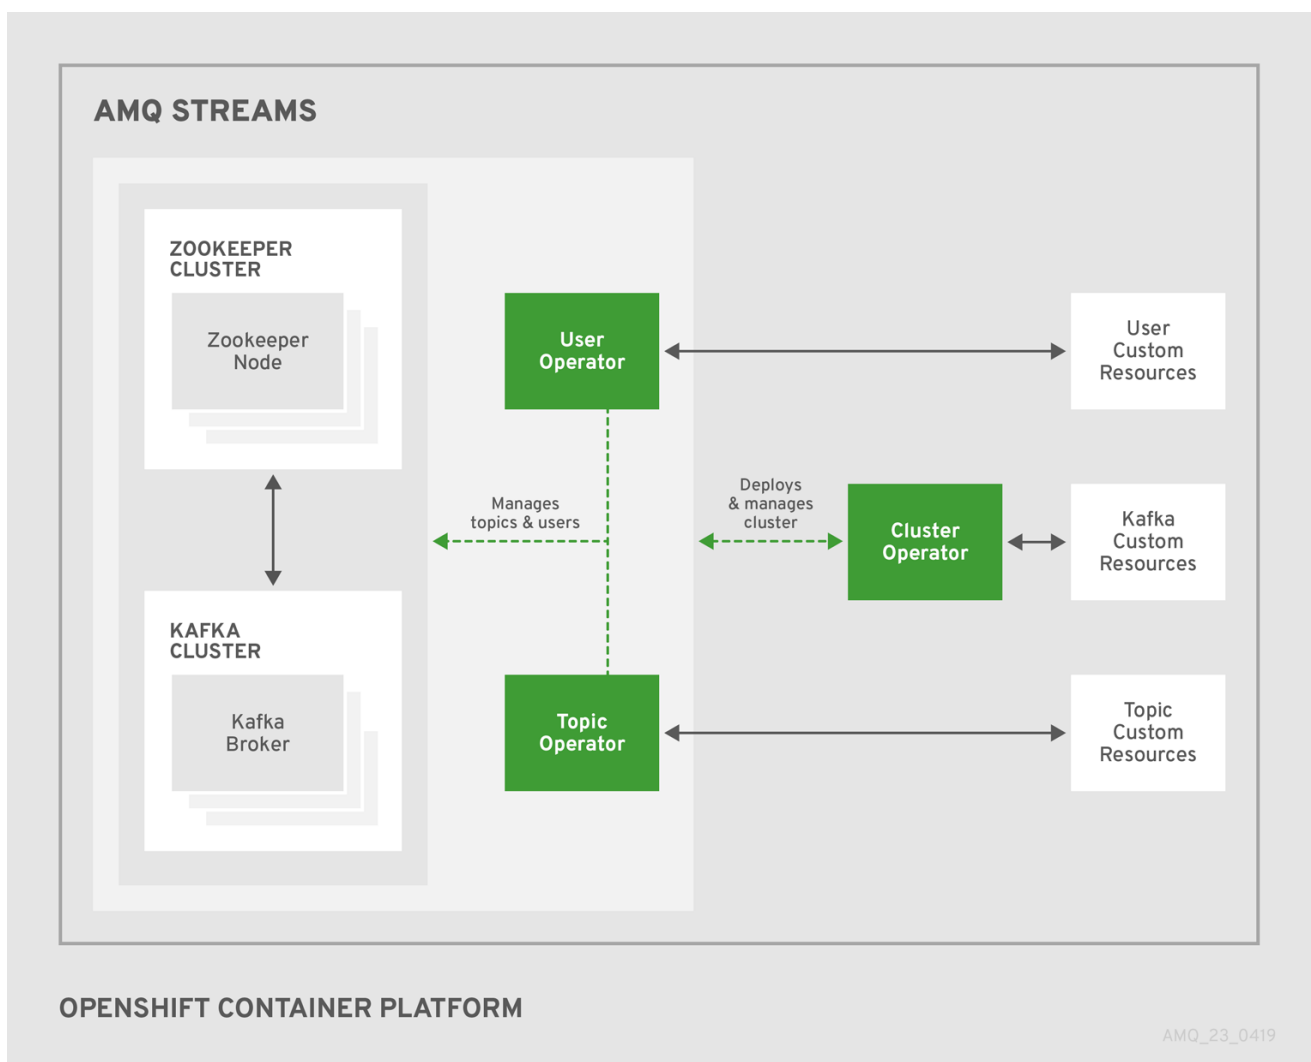 AMQ STREAMS
ZOOKEEPER
CLUSTER
Zookeeper
Node
User
Operator
User
Custom
Resources
Manages
topics & users
Deploys
& manages
cluster
Cluster
Operator
Kafka
Custom
Resources
KAFKA
CLUSTER
Kafka
Broker
Topic
Operator
Topic
Custom
Resources
OPENSHIFT CONTAINER PLATFORM
AMQ_23_0419